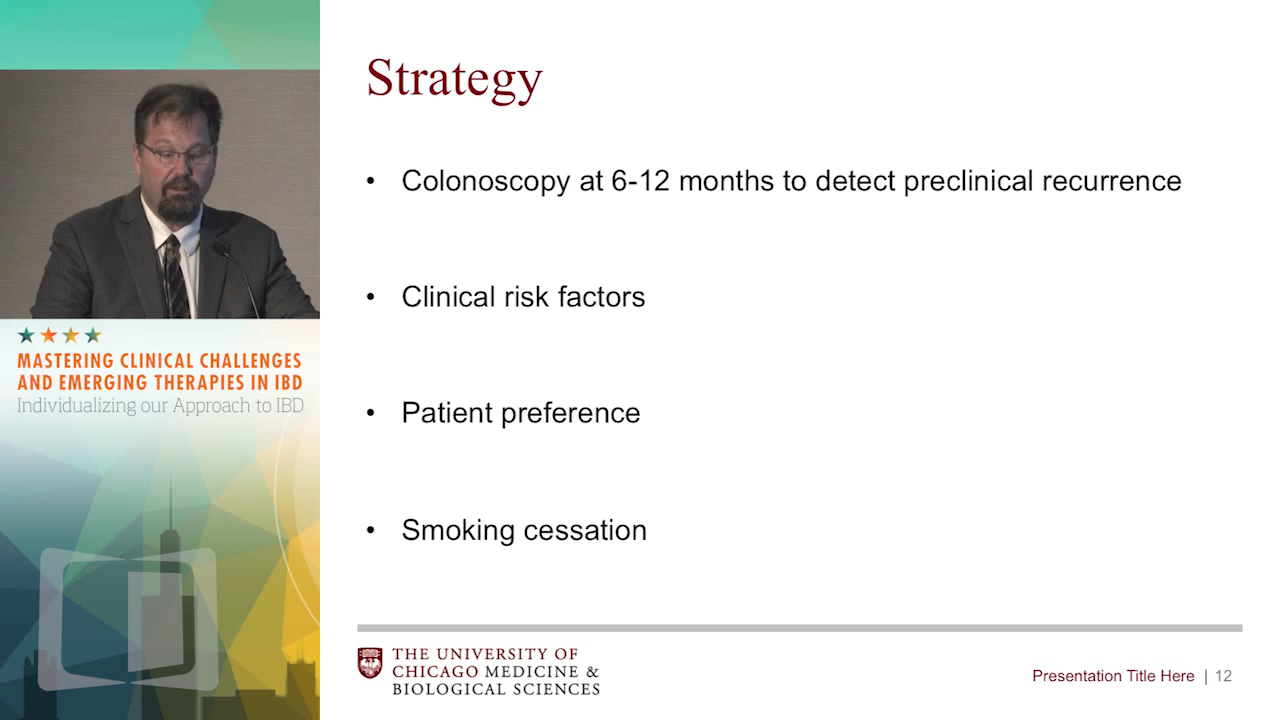 Strategy
• Colonoscopy at 6-12 months to detect preclinical recurrence
• Clinical risk factors
• Patient preference
• Smoking cessation
MASTERING CLINICAL CHALLENGES
AND EMERGING THERAPIES IN IBD
Individualizing our Approach to IBD
THE UNIVERSITY OF
CHICAGO MEDICINE &
BIOLOGICAL SCIENCES
Presentation Title Here | 12